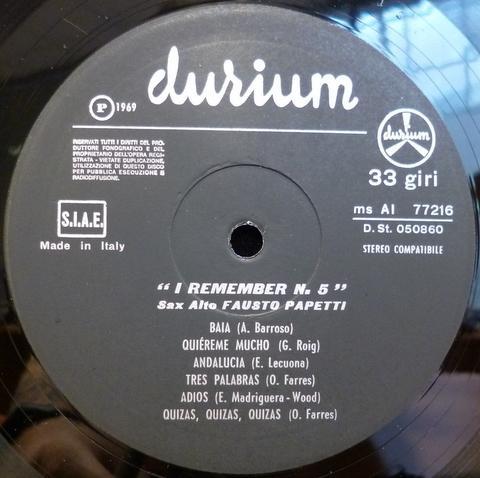 durium
P 1969
RISERVATI TUTTI I DIRITTI DEL PRO-
DUTTORE FONOGRAFICO E DEL
PROPRIETARIO DELL'OPERA REGI-
STRATA - VIETATE DUPLICAZIONE,
UTILIZZAZIONE DI QUESTO DISCO
PER PUBBLICA ESCUZIONE E
RADIODIFFUSIONE.
durium
33 giri
S.I.A.E.
Made in Italy
ms AI 77216
D. St. 050860
STEREO COMPATIBILE
"I REMEMBER N. 5"
Sax Alto FAUSTO PAPETTI
BAIA (A. Barroso)
QUIÉREME MUCHO (G. Roig)
ANDALUCIA (E. Lecuona)
TRES PALABRAS (O. Farres)
ADIOS (E. Madriguera-Wood)
QUIZAS, QUIZAS, QUIZAS (O. Farres)